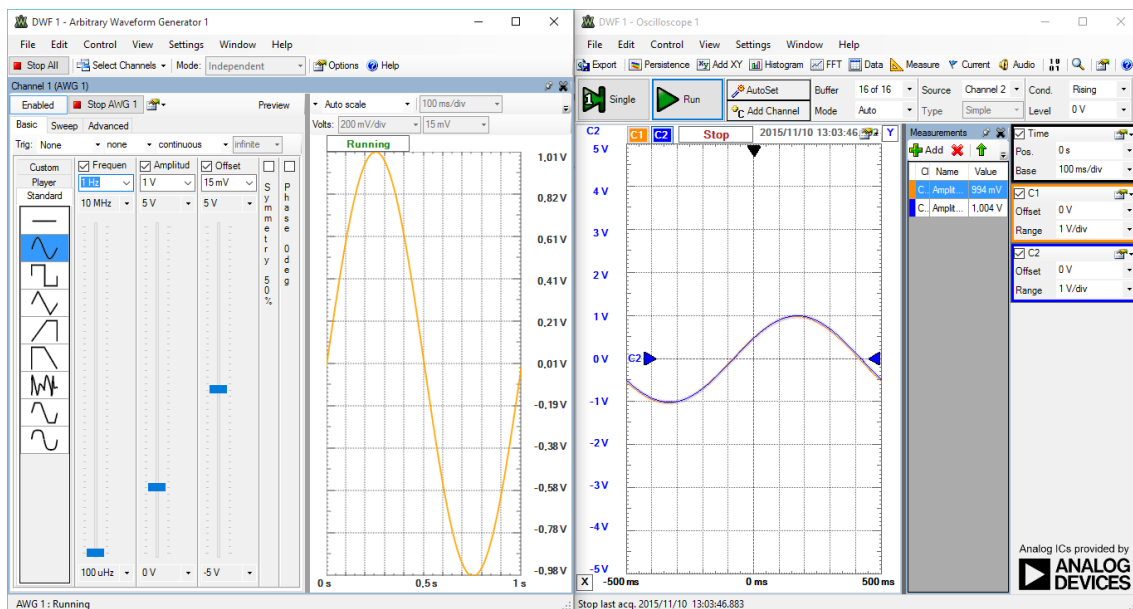 DWF 1 - Arbitrary Waveform Generator 1
File Edit Control View Settings Window Help
Stop All Select Channels Mode: Independent Options Help
Channel 1 (AWG 1)
Enabled Stop AWG 1 Preview
Basic Sweep Advanced
Trig: None none continuous infinite
Custom
Player
Standard
Frequen Amplitud Offset
1 Hz 1 V 15 mV
10 MHz 5 V 5 V
Symmetry 50%
Phase 0deg
100 uHz 0 V -5 V
Auto scale 100 ms/div
Volts: 200 mV/div 15 mV
Running
1,01 V
0,82 V
0,61 V
0,41 V
0,21 V
0,01 V
-0,19 V
-0,38 V
-0,58 V
-0,78 V
-0,98 V
0 s 0,5 s 1 s
AWG 1 : Running
DWF 1 - Oscilloscope 1
File Edit Control View Settings Window Help
Export Persistence Add XY Histogram FFT Data Measure Current Audio
Single Run AutoSet Buffer 16 of 16 Source Channel 2 Cond. Rising
Add Channel Mode Auto Type Simple Level 0 V
C2 C1 C2 Stop 2015/11/10 13:03:46 Y
5 V
4 V
3 V
2 V
1 V
0 V
C2
-1 V
-2 V
-3 V
-4 V
-5 V
X -500 ms 0 ms 500 ms
Measurements
Add
Cl Name Value
C.. Amplit... 994 mV
C.. Amplit... 1,004 V
Time
Pos. 0 s
Base 100 ms/div
C1
Offset 0 V
Range 1 V/div
C2
Offset 0 V
Range 1 V/div
Analog ICs provided by
ANALOG
DEVICES
Stop last acq. 2015/11/10 13:03:46.883